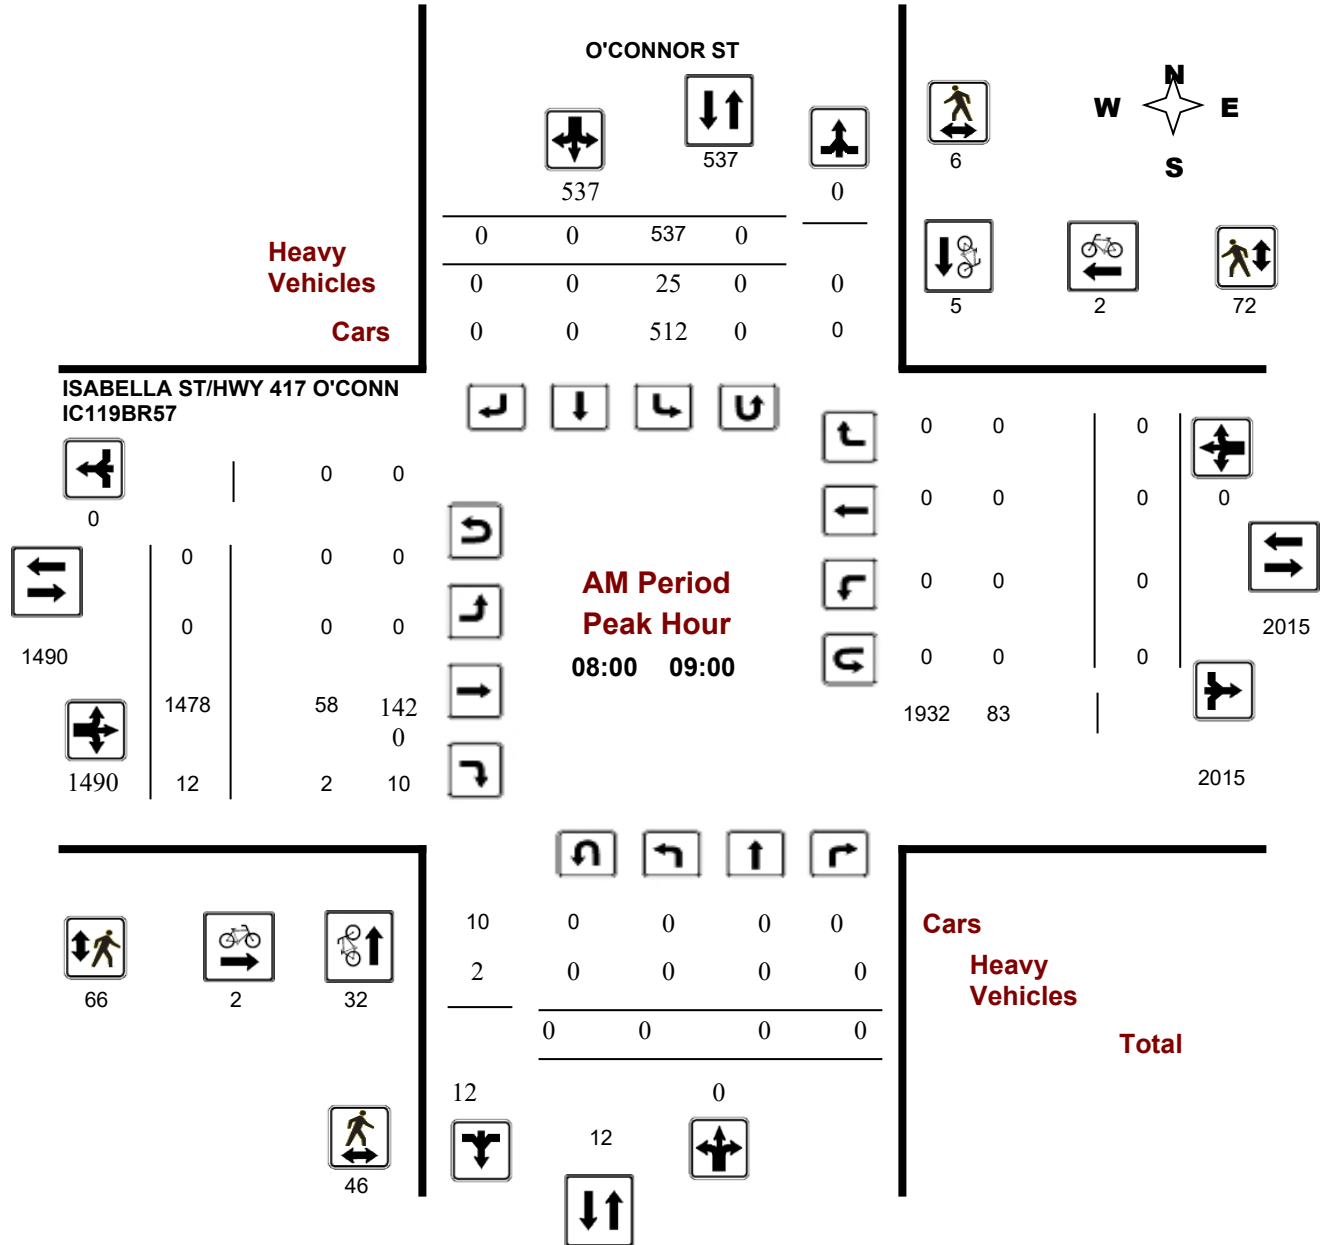 O'CONNOR ST
N
W E
S
537
6
537 0
0 0 537 0
Heavy
Vehicles
0 0 25 0 0
5 2 72
Cars
0 0 512 0 0
ISABELLA ST/HWY 417 O'CONN
IC119BR57
0 0 0
0 0
0 0 0 0
0
0 0 0
AM Period
0 0 0
Peak Hour
2015
0 0 0
1490
08:00 09:00
0 0 0
1478 58 142
0
1932 83
1490 12 2 10
2015
10 0 0 0 0
Cars
2 0 0 0 0
Heavy
Vehicles
66 2 32
0 0 0 0
Total
12 0
12
46